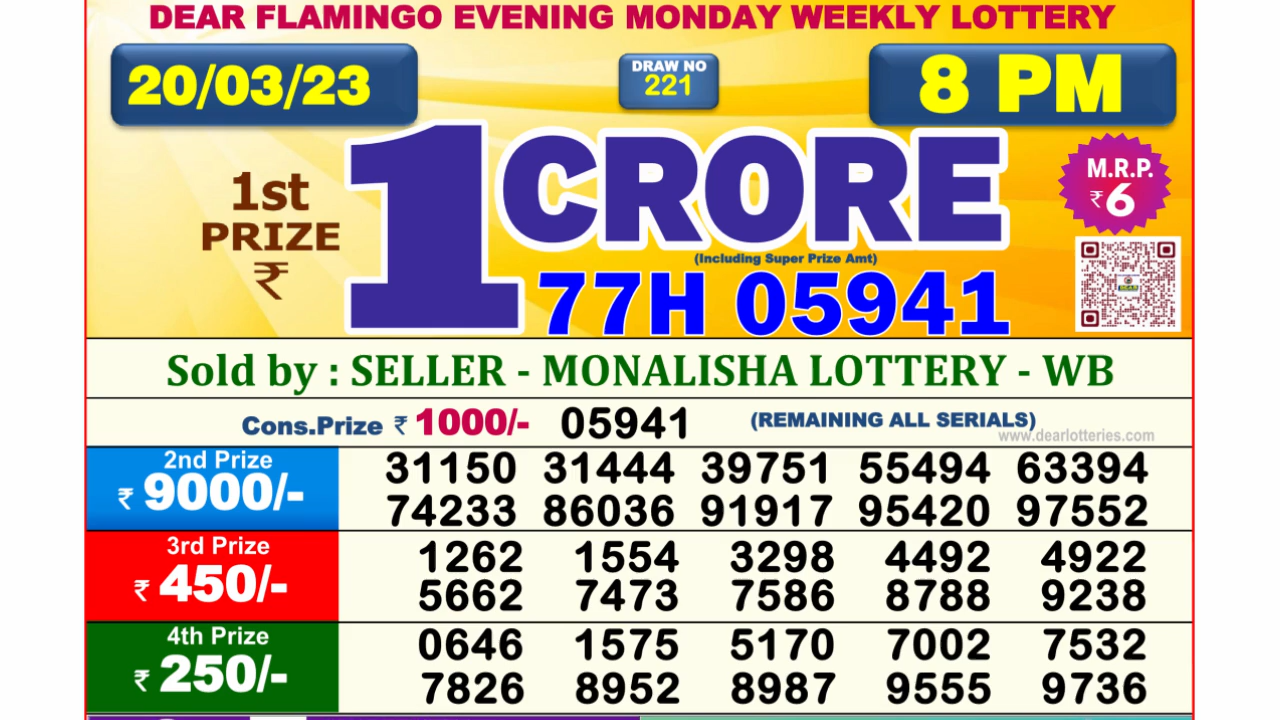 DEAR FLAMINGO EVENING MONDAY WEEKLY LOTTERY
20/03/23
DRAW NO
221
8 PM
1st
PRIZE
₹
1 CRORE
(Including Super Prize Amt)
77H 05941
M.R.P.
₹6
Sold by : SELLER - MONALISHA LOTTERY - WB
Cons.Prize ₹ 1000/- 05941 (REMAINING ALL SERIALS)
www.dearlotteries.com
2nd Prize
₹ 9000/-
31150 31444 39751 55494 63394
74233 86036 91917 95420 97552
3rd Prize
₹ 450/-
1262 1554 3298 4492 4922
5662 7473 7586 8788 9238
4th Prize
₹ 250/-
0646 1575 5170 7002 7532
7826 8952 8987 9555 9736